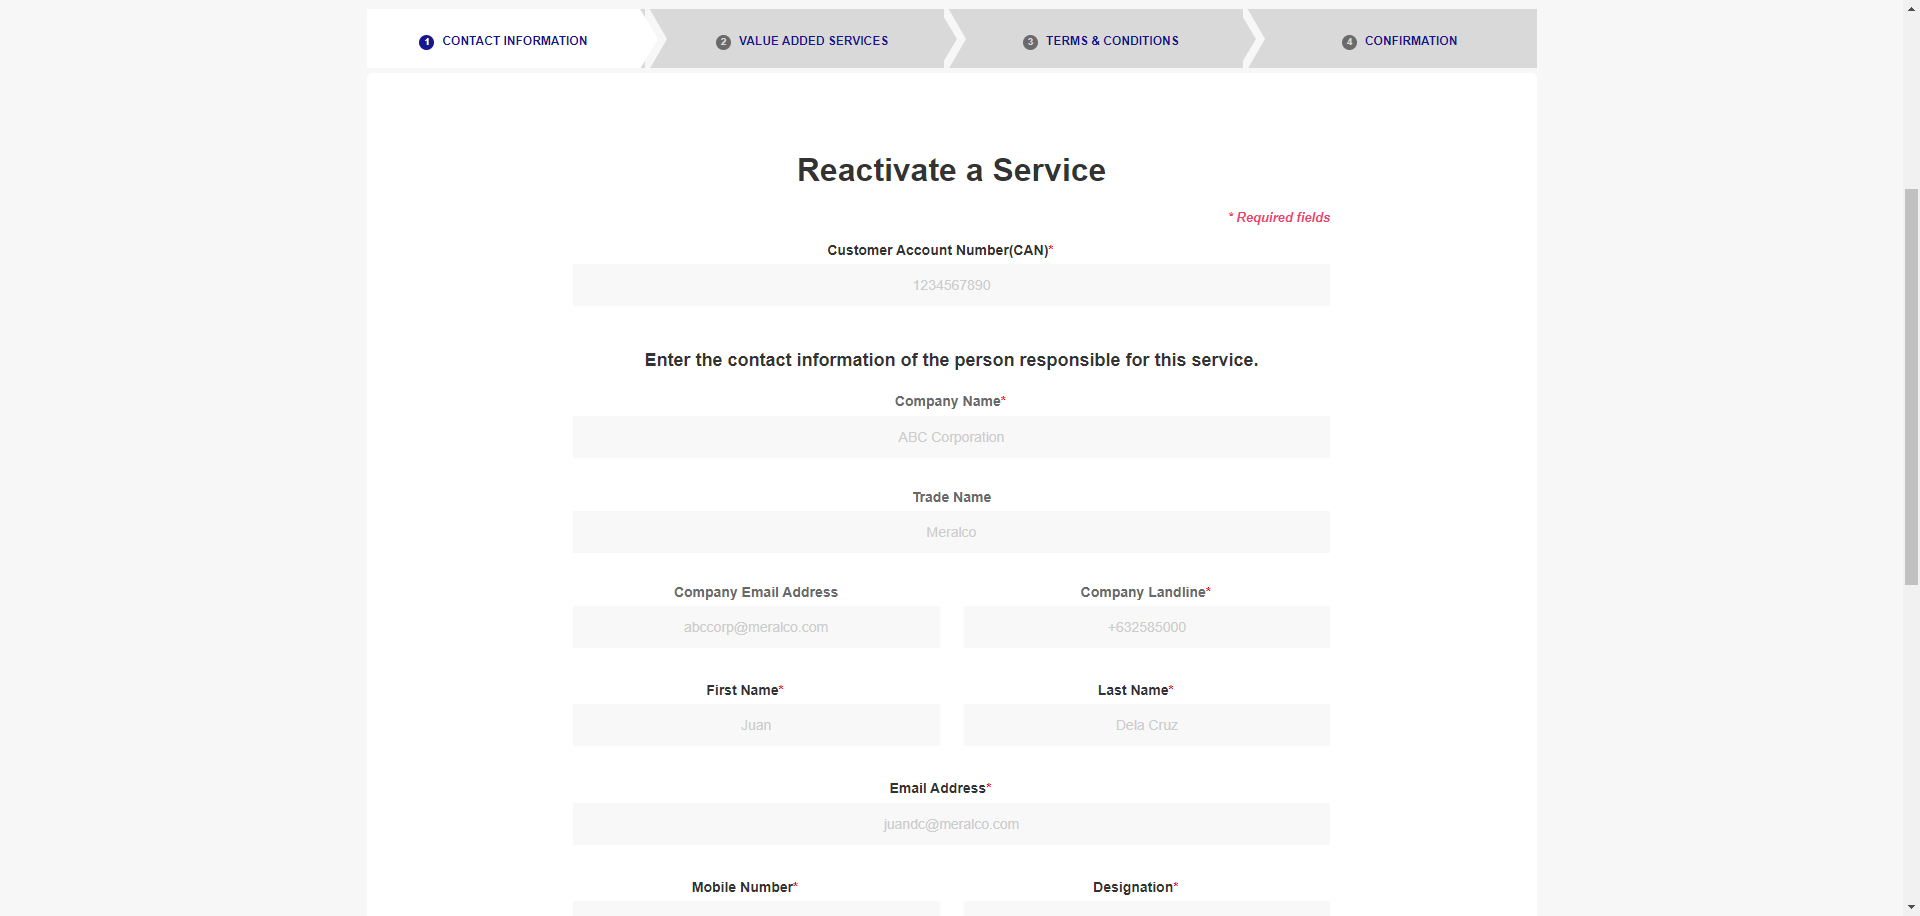 1 CONTACT INFORMATION
2 VALUE ADDED SERVICES
3 TERMS & CONDITIONS
4 CONFIRMATION
Reactivate a Service
* Required fields
Customer Account Number(CAN)*
1234567890
Enter the contact information of the person responsible for this service.
Company Name*
ABC Corporation
Trade Name
Meralco
Company Email Address
Company Landline*
abccorp@meralco.com
+632585000
First Name*
Last Name*
Juan
Dela Cruz
Email Address*
juandc@meralco.com
Mobile Number*
Designation*